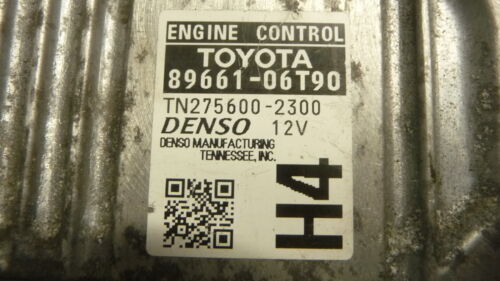 ENGINE CONTROL
TOYOTA
89661-06T90
TN275600-2300
DENSO 12V
DENSO MANUFACTURING
TENNESSEE, INC.
H4